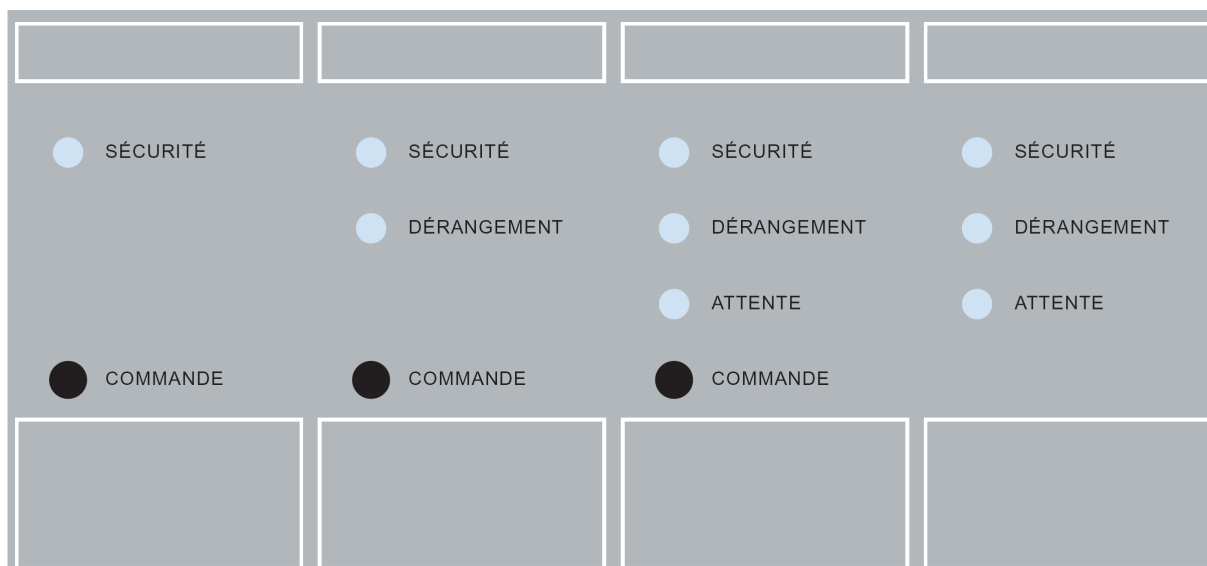 SÉCURITÉ SÉCURITÉ SÉCURITÉ SÉCURITÉ
DÉRANGEMENT DÉRANGEMENT DÉRANGEMENT
ATTENTE ATTENTE
COMMANDE COMMANDE COMMANDE